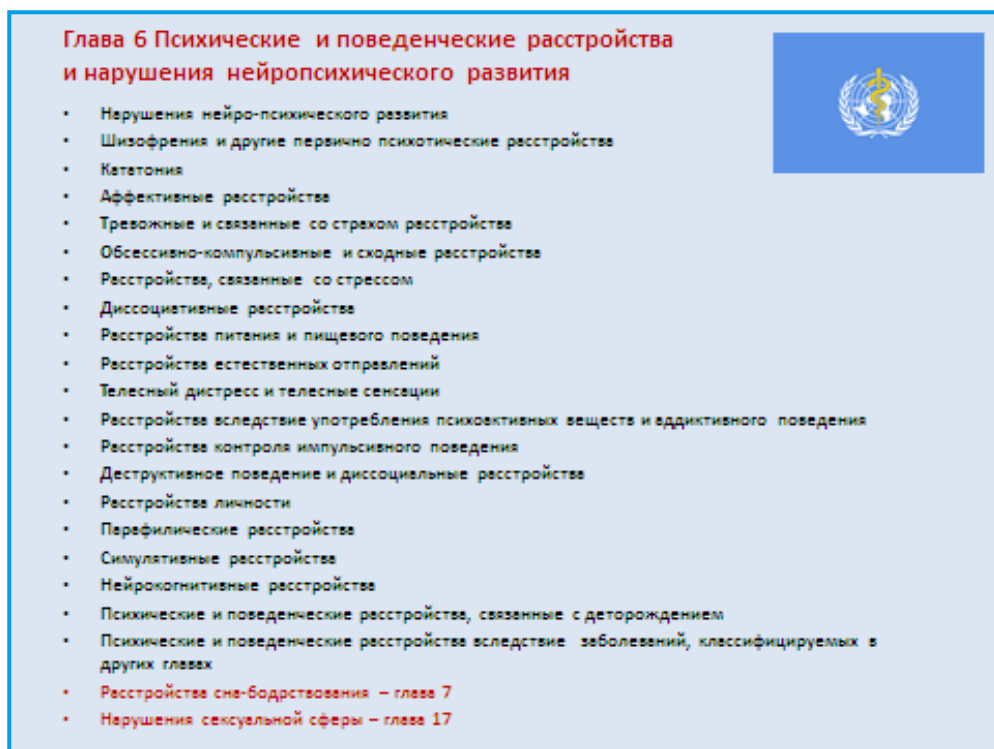 Глава 6 Психические и поведенческие расстройства
и нарушения нейропсихического развития
• Нарушения нейро-психического развития
• Шизофрения и другие первично психотические расстройства
• Кататония
• Аффективные расстройства
• Тревожные и связанные со страхом расстройства
• Обсессивно-компульсивные и сходные расстройства
• Расстройства, связанные со стрессом
• Диссоциативные расстройства
• Расстройства питания и пищевого поведения
• Расстройства естественных отправлений
• Телесный дистресс и телесные сенсации
• Расстройства вследствие употребления психоактивных веществ и аддиктивного поведения
• Расстройства контроля импульсивного поведения
• Деструктивное поведение и диссоциальные расстройства
• Расстройства личности
• Парафилические расстройства
• Симулятивные расстройства
• Нейрокогнитивные расстройства
• Психические и поведенческие расстройства, связанные с деторождением
• Психические и поведенческие расстройства вследствие заболеваний, классифицируемых в
других главах
• Расстройства сна-бодрствования – глава 7
• Нарушения сексуальной сферы – глава 17